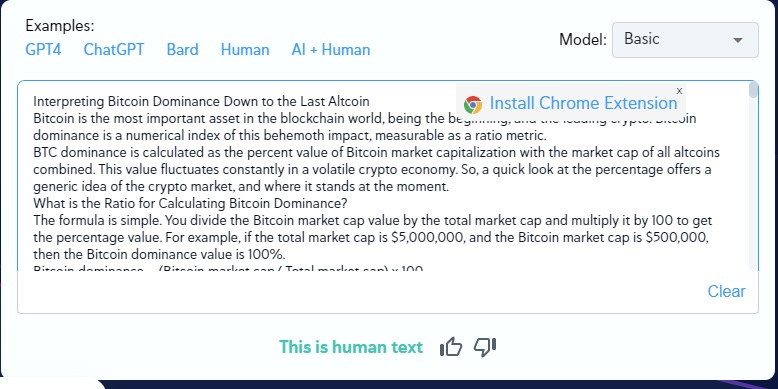 Examples:
GPT4 ChatGPT Bard Human AI + Human
Model: Basic
x
Install Chrome Extension
Interpreting Bitcoin Dominance Down to the Last Altcoin
Bitcoin is the most important asset in the blockchain world, being the beginning, and the leading crypto. Bitcoin
dominance is a numerical index of this behemoth impact, measurable as a ratio metric.
BTC dominance is calculated as the percent value of Bitcoin market capitalization with the market cap of all altcoins
combined. This value fluctuates constantly in a volatile crypto economy. So, a quick look at the percentage offers a
generic idea of the crypto market, and where it stands at the moment.
What is the Ratio for Calculating Bitcoin Dominance?
The formula is simple. You divide the Bitcoin market cap value by the total market cap and multiply it by 100 to get
the percentage value. For example, if the total market cap is $5,000,000, and the Bitcoin market cap is $500,000,
then the Bitcoin dominance value is 100%.
Bitcoin dominance (Bitcoin market cap / Total market cap) x 100
Clear
This is human text